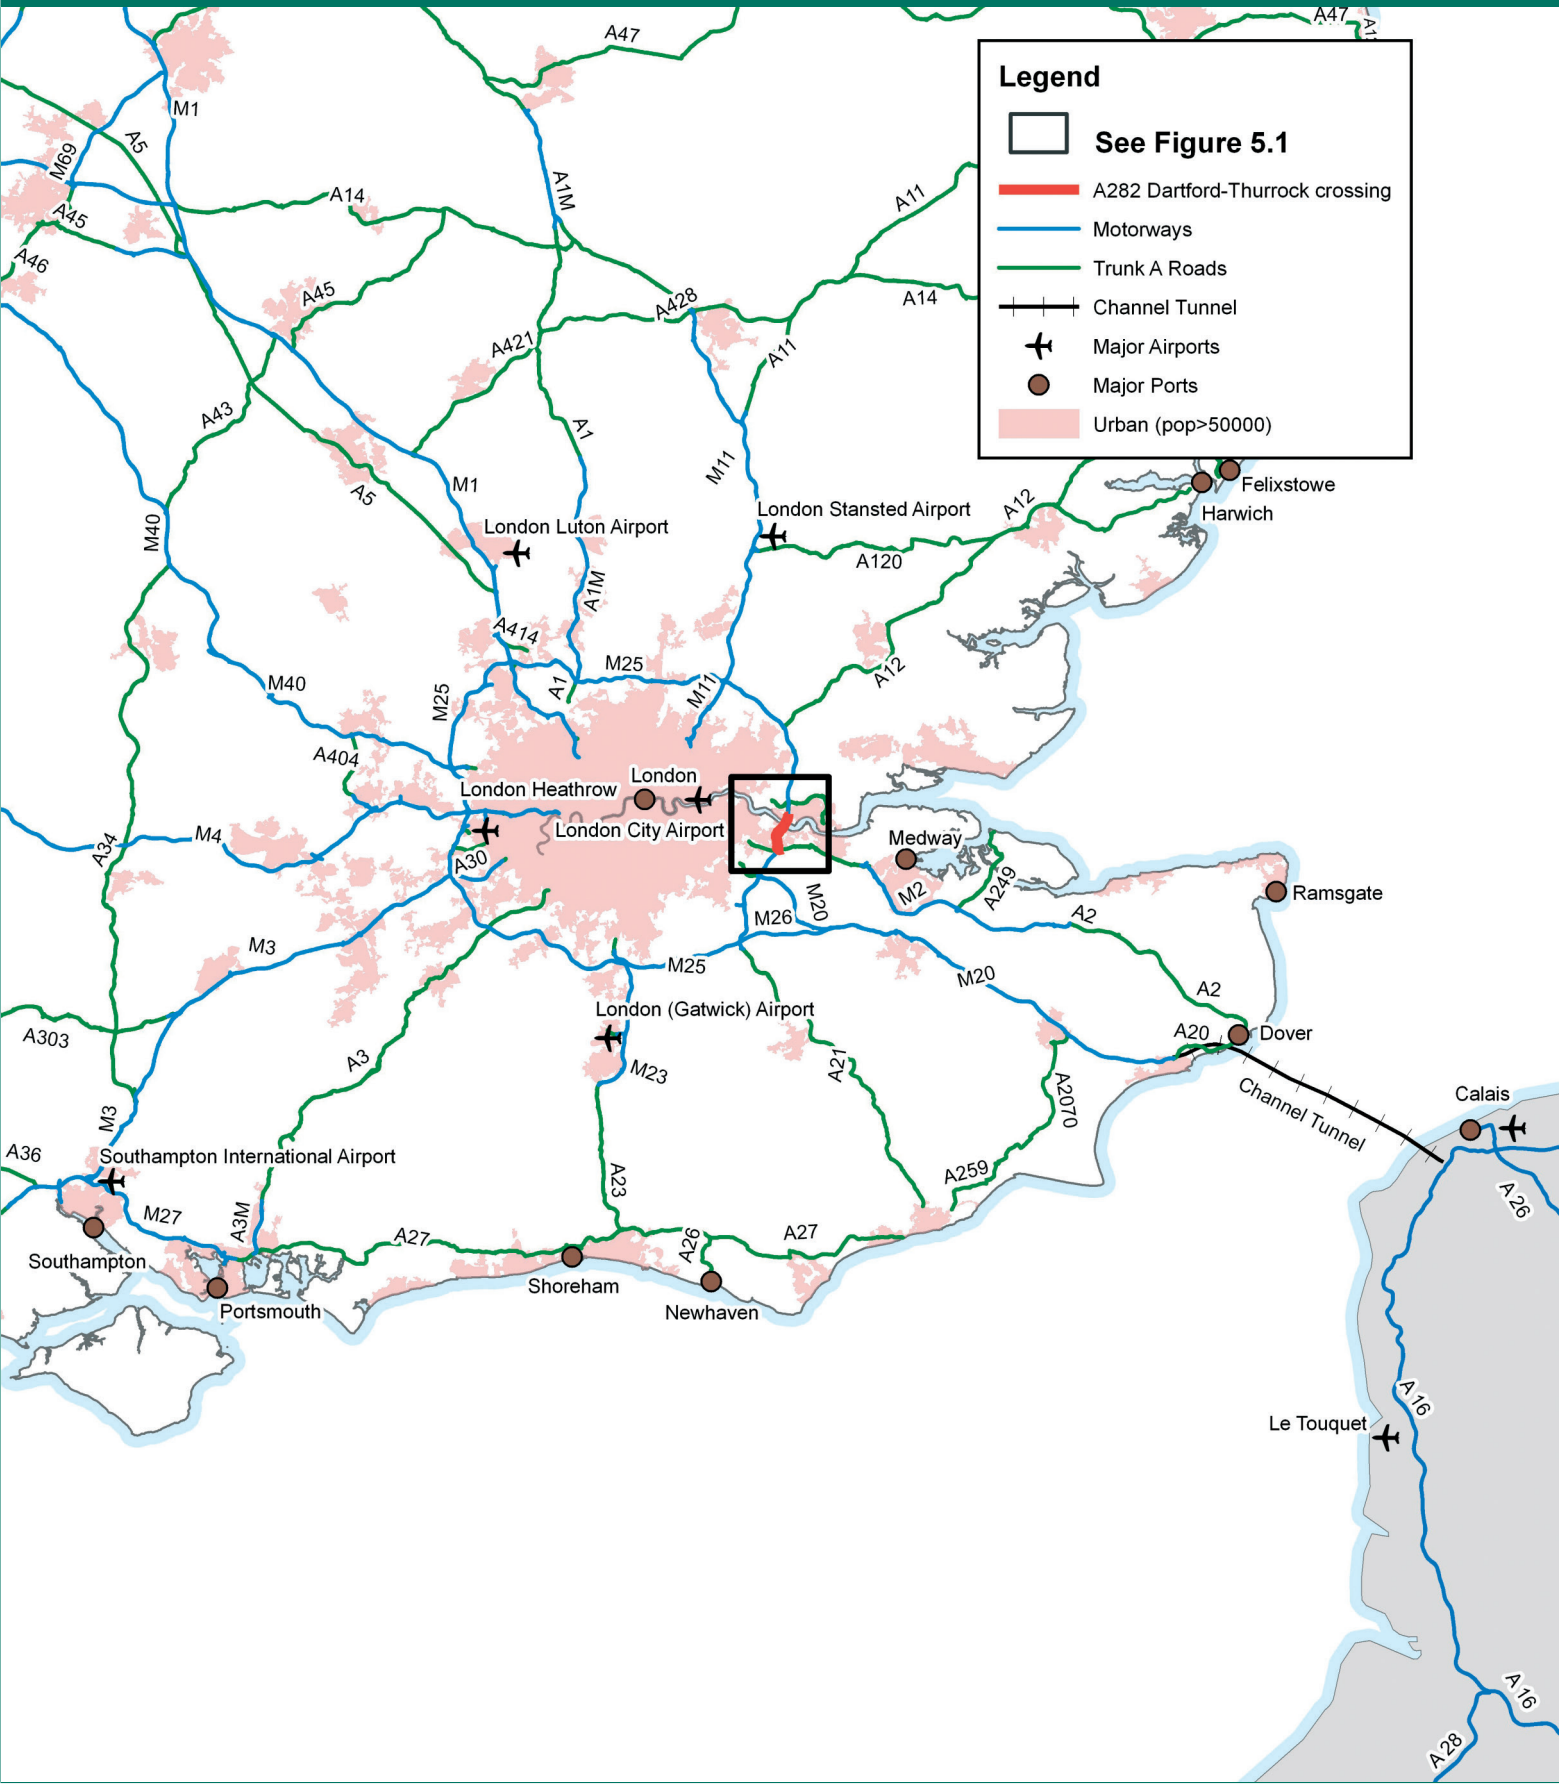 A47
A47
A1
Legend
See Figure 5.1
A282 Dartford-Thurrock crossing
Motorways
Trunk A Roads
Channel Tunnel
Major Airports
Major Ports
Urban (pop>50000)
M1
A5
M69
A1M
A14
A11
A45
A46
A45
A428
A14
A421
A11
A43
A1
M11
M1
A5
Felixstowe
Harwich
A12
London Stansted Airport
London Luton Airport
M40
A120
A1M
A414
M25
A12
A1
M11
M40
M25
A404
London
London Heathrow
London City Airport
M4
A34
A30
Medway
M2
A249
M20
Ramsgate
M26
A2
M3
M25
M20
A2
London (Gatwick) Airport
A303
A20
Dover
A3
A21
M23
A2070
Channel Tunnel
Calais
M3
A36
Southampton International Airport
A259
A23
A26
M27
A3M
A27
A26
A27
Southampton
Shoreham
Newhaven
Portsmouth
A16
Le Touquet
A16
A28